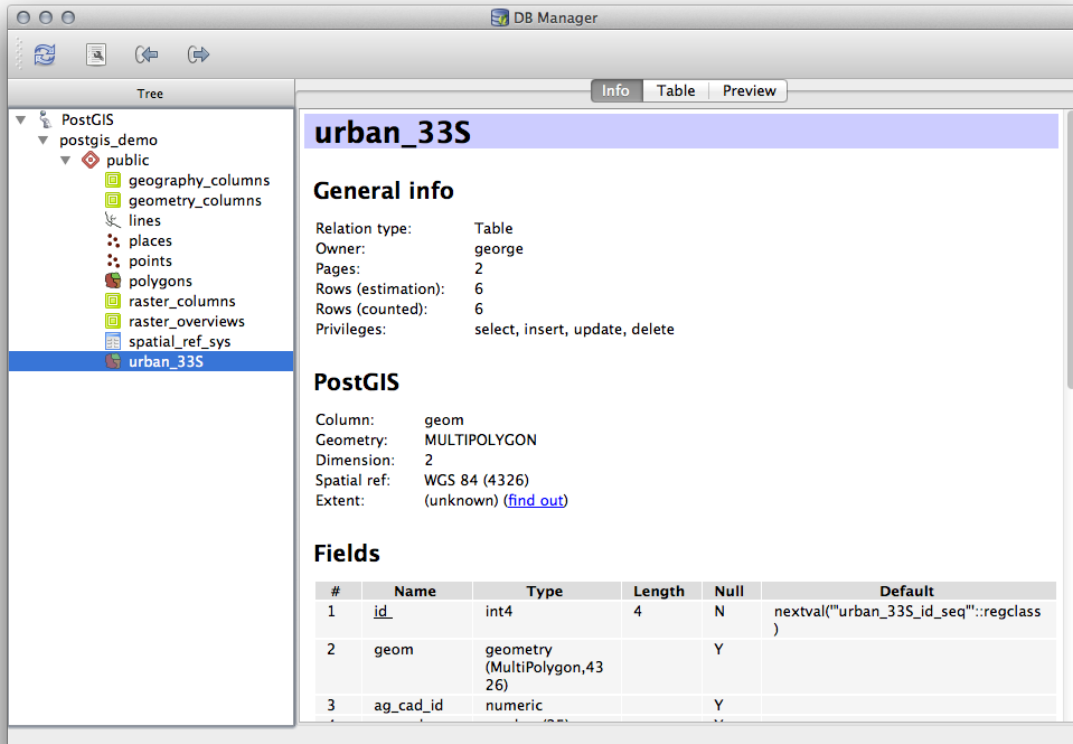 DB Manager
Tree
Info Table Preview
PostGIS
postgis_demo
public
geography_columns
geometry_columns
lines
places
points
polygons
raster_columns
raster_overviews
spatial_ref_sys
urban_33S
urban_33S
General info
Relation type: Table
Owner: george
Pages: 2
Rows (estimation): 6
Rows (counted): 6
Privileges: select, insert, update, delete
PostGIS
Column: geom
Geometry: MULTIPOLYGON
Dimension: 2
Spatial ref: WGS 84 (4326)
Extent: (unknown) (find out)
Fields
# Name Type Length Null Default
1 id int4 4 N nextval('"urban_33S_id_seq"'::regclass
)
2 geom geometry Y
(MultiPolygon,43
26)
3 ag_cad_id numeric Y